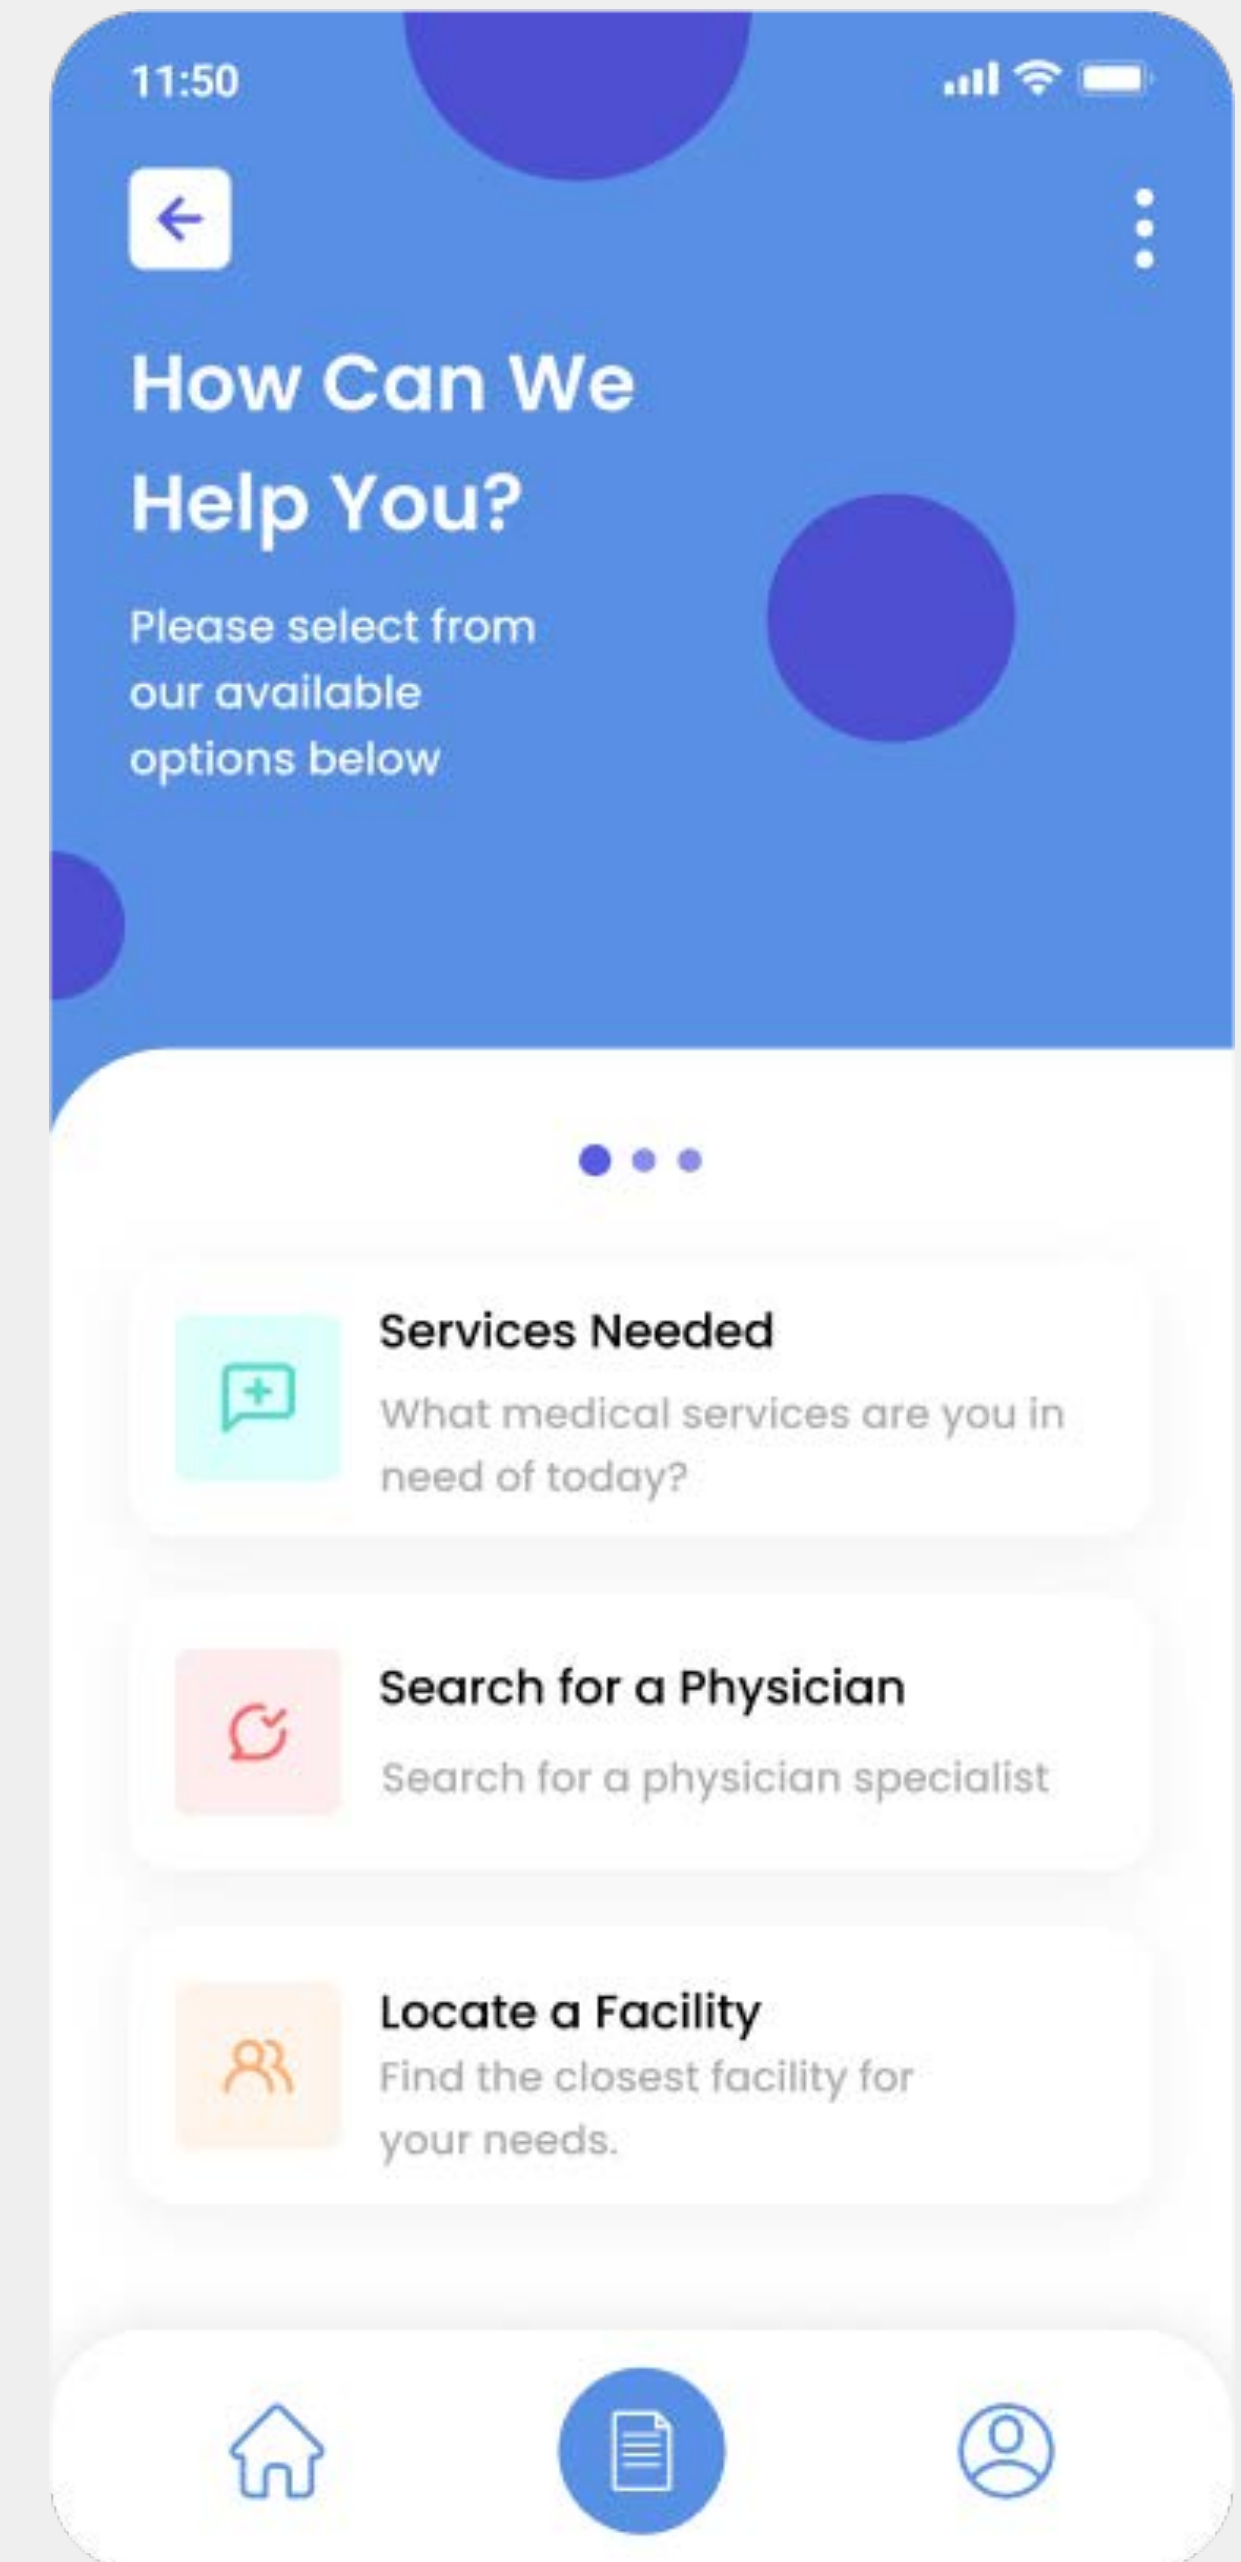 11:50
How Can We
Help You?
Please select from
our available
options below
Services Needed
What medical services are you in
need of today?
Search for a Physician
Search for a physician specialist
Locate a Facility
Find the closest facility for
your needs.